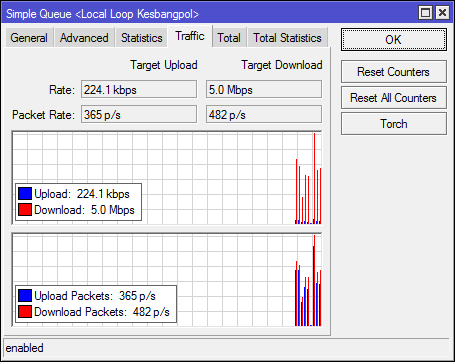 Simple Queue <Local Loop Kesbangpol>
General Advanced Statistics Traffic Total Total Statistics
Target Upload Target Download
Rate: 224.1 kbps 5.0 Mbps
Packet Rate: 365 p/s 482 p/s
Upload: 224.1 kbps
Download: 5.0 Mbps
Upload Packets: 365 p/s
Download Packets: 482 p/s
OK
Reset Counters
Reset All Counters
Torch
enabled